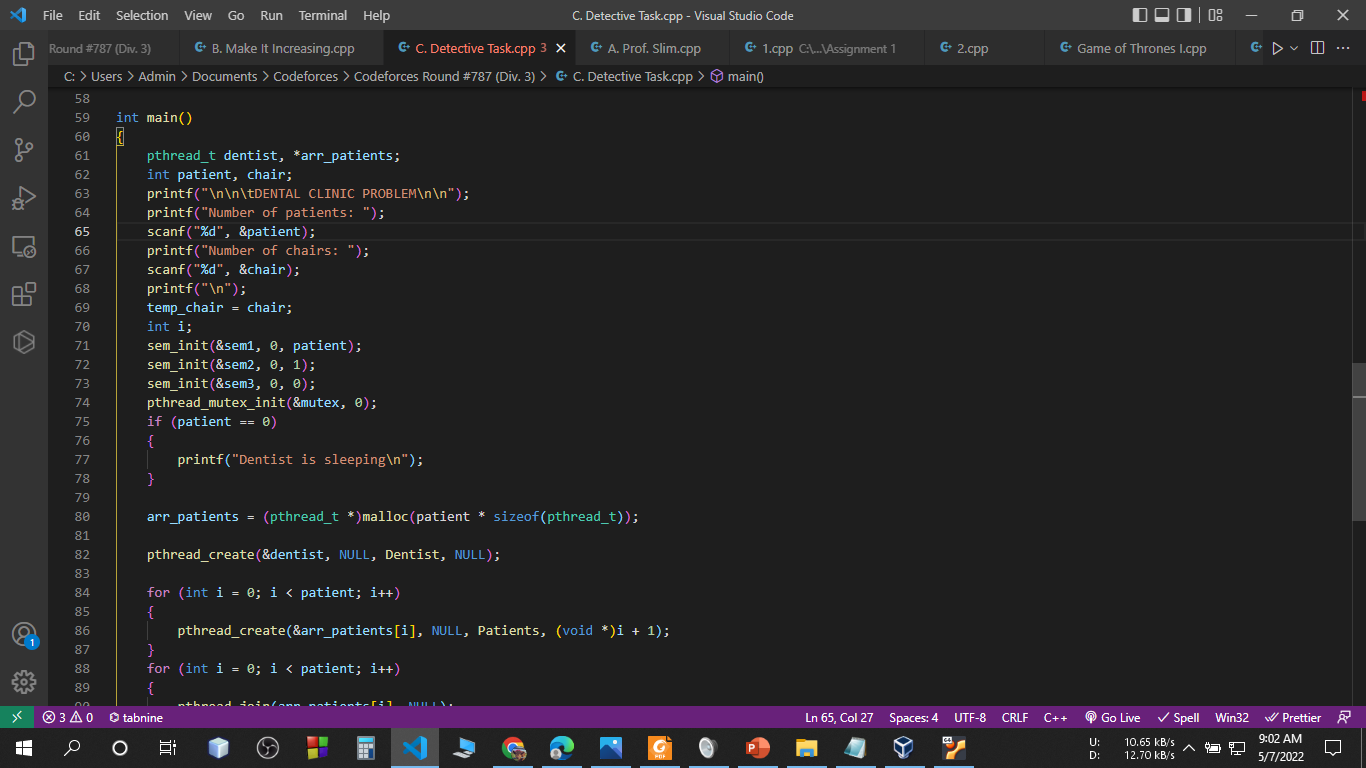 File Edit Selection View Go Run Terminal Help C. Detective Task.cpp - Visual Studio Code
Round #787 (Div. 3) B. Make It Increasing.cpp C. Detective Task.cpp 3 A. Prof. Slim.cpp 1.cpp C:\...\Assignment 1 2.cpp Game of Thrones I.cpp
C: > Users > Admin > Documents > Codeforces > Codeforces Round #787 (Div. 3) > C. Detective Task.cpp > main()
58
59 int main()
60 {
61 pthread_t dentist, *arr_patients;
62 int patient, chair;
63 printf("\n\n\tDENTAL CLINIC PROBLEM\n\n");
64 printf("Number of patients: ");
65 scanf("%d", &patient);
66 printf("Number of chairs: ");
67 scanf("%d", &chair);
68 printf("\n");
69 temp_chair = chair;
70 int i;
71 sem_init(&sem1, 0, patient);
72 sem_init(&sem2, 0, 1);
73 sem_init(&sem3, 0, 0);
74 pthread_mutex_init(&mutex, 0);
75 if (patient == 0)
76 {
77 printf("Dentist is sleeping\n");
78 }
79
80 arr_patients = (pthread_t *)malloc(patient * sizeof(pthread_t));
81
82 pthread_create(&dentist, NULL, Dentist, NULL);
83
84 for (int i = 0; i < patient; i++)
85 {
86 pthread_create(&arr_patients[i], NULL, Patients, (void *)i + 1);
87 }
88 for (int i = 0; i < patient; i++)
89 {
90 pthread_join(arr_patients[i], NULL);
1
3 0 tabnine Ln 65, Col 27 Spaces: 4 UTF-8 CRLF C++ Go Live Spell Win32 Prettier
U: 10.65 kB/s 9:02 AM
D: 12.70 kB/s 5/7/2022